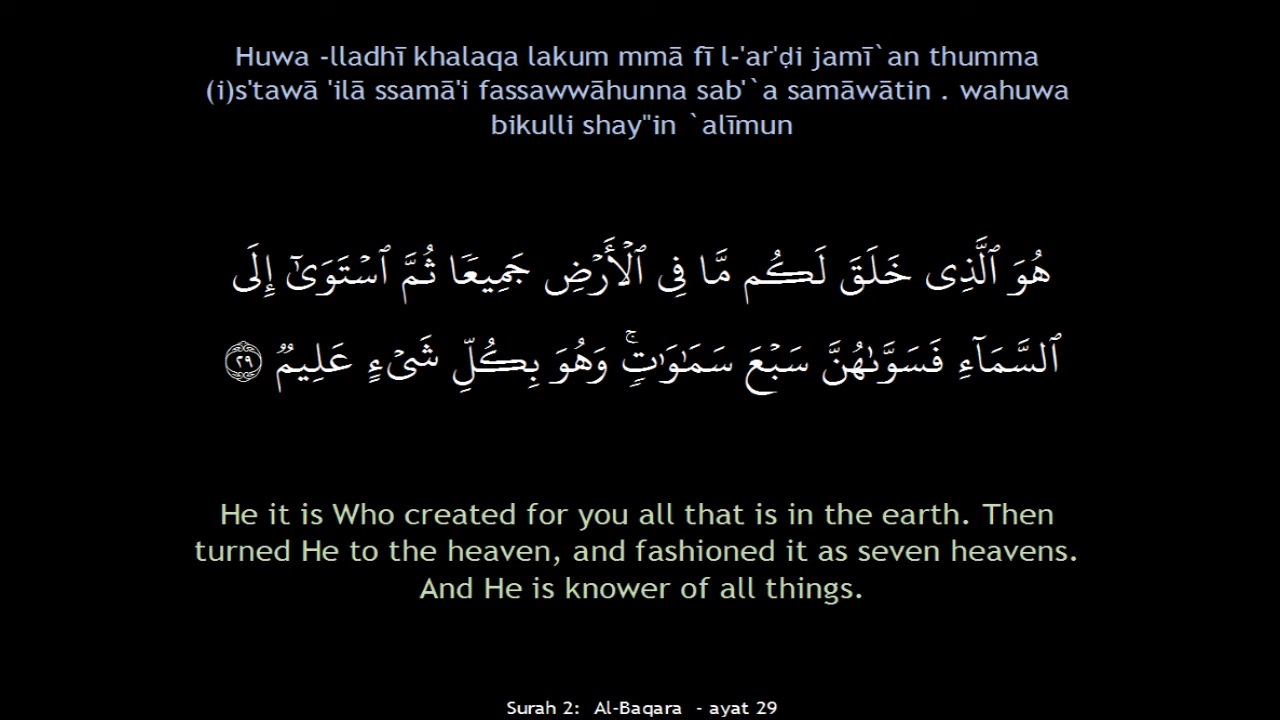 Huwa -lladhī khalaqa lakum mmā fī l-'ar'ḍi jamī`an thumma
(i)s'tawā 'ilā ssamā'i fassawwāhunna sab'`a samāwātin . wahuwa
bikulli shay"in `alīmun
هُوَ ٱلَّذِى خَلَقَ لَكُم مَّا فِى ٱلْأَرْضِ جَمِيعًا ثُمَّ ٱسْتَوَىٰٓ إِلَى
ٱلسَّمَآءِ فَسَوَّىٰهُنَّ سَبْعَ سَمَـٰوَٰتٍۢ ۚ وَهُوَ بِكُلِّ شَىْءٍ عَلِيمٌۭ ٢٩
He it is Who created for you all that is in the earth. Then
turned He to the heaven, and fashioned it as seven heavens.
And He is knower of all things.
Surah 2: Al-Baqara - ayat 29